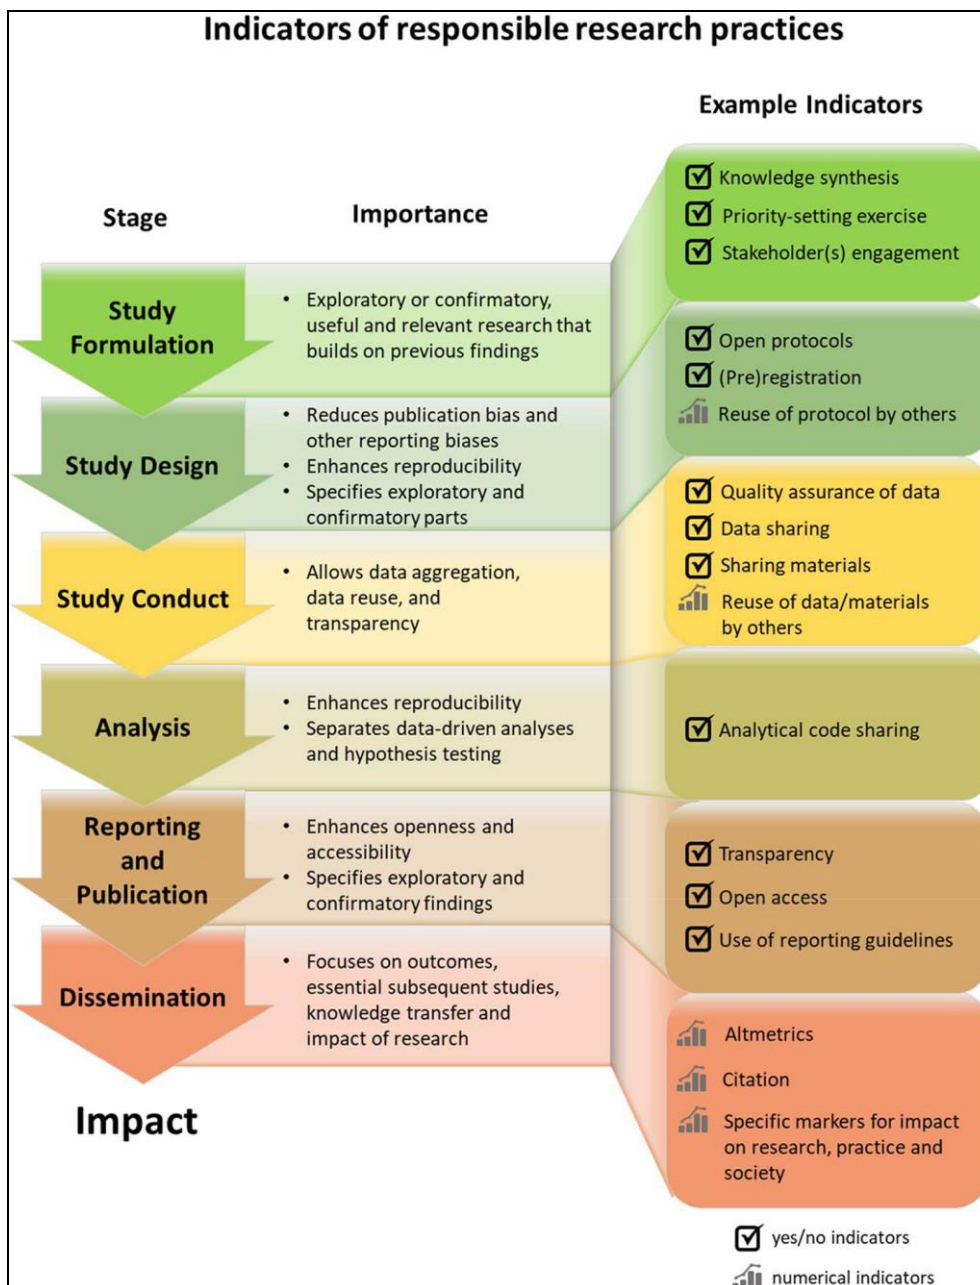 Indicators of responsible research practices
Stage
Importance
Example Indicators
Study
Formulation
• Exploratory or confirmatory,
useful and relevant research that
builds on previous findings
Knowledge synthesis
Priority-setting exercise
Stakeholder(s) engagement
Study Design
• Reduces publication bias and
other reporting biases
• Enhances reproducibility
• Specifies exploratory and
confirmatory parts
Open protocols
(Pre)registration
Reuse of protocol by others
Study Conduct
• Allows data aggregation,
data reuse, and
transparency
Quality assurance of data
Data sharing
Sharing materials
Reuse of data/materials
by others
Analysis
• Enhances reproducibility
• Separates data-driven analyses
and hypothesis testing
Analytical code sharing
Reporting
and
Publication
• Enhances openness and
accessibility
• Specifies exploratory and
confirmatory findings
Transparency
Open access
Use of reporting guidelines
Dissemination
• Focuses on outcomes,
essential subsequent studies,
knowledge transfer and
impact of research
Altmetrics
Citation
Specific markers for impact
on research, practice and
society
Impact
yes/no indicators
numerical indicators